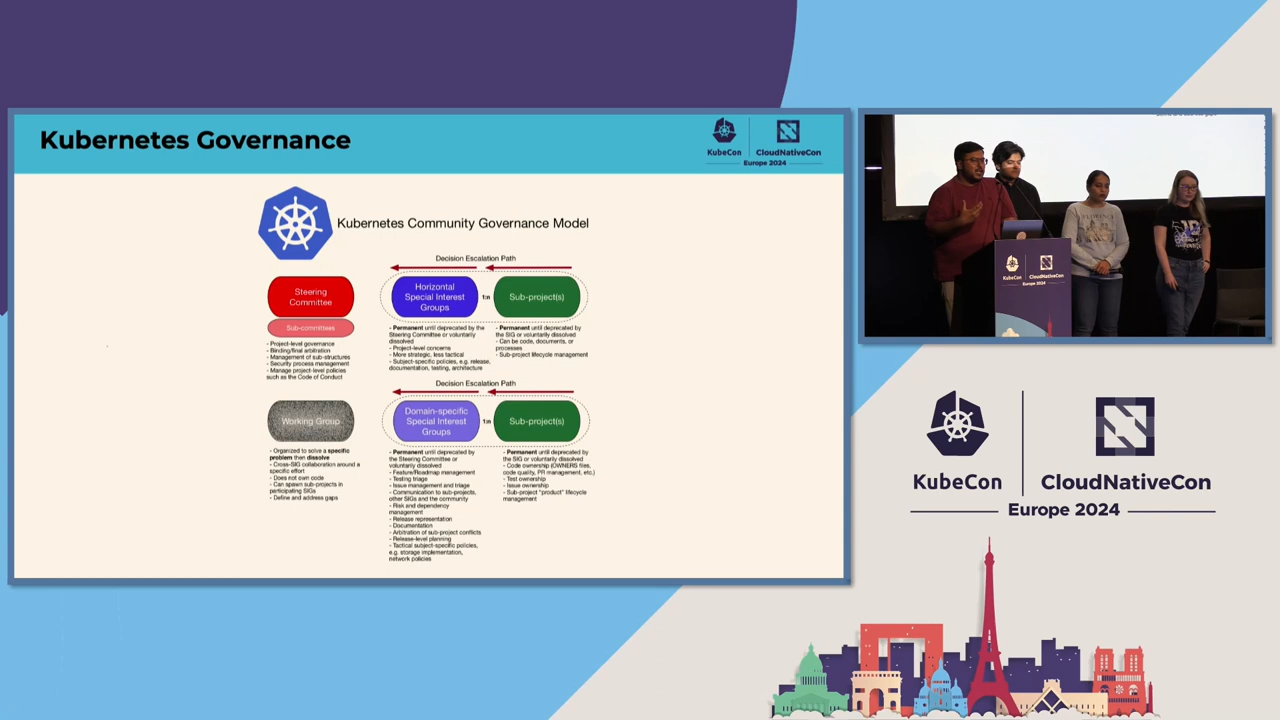 Kubernetes Governance
KubeCon
CloudNativeCon
Europe 2024
Kubernetes Community Governance Model
Steering
Committee
Sub-committees
- Project-level governance
- Binding/final arbitration
- Management of sub-structures
- Security process management
- Manage project-level policies
such as the Code of Conduct
Decision Escalation Path
Horizontal
Special Interest
Groups
1:n
Sub-project(s)
- Permanent until deprecated by the
Steering Committee or voluntarily
dissolved
- Project-level concerns
- More strategic, less tactical
- Subject-specific policies, e.g. release,
documentation, testing, architecture
- Permanent until deprecated by
the SIG or voluntarily dissolved
- Can be code, documents, or
processes
- Sub-project lifecycle management
Working Group
- Organized to solve a specific
problem then dissolve
- Cross-SIG collaboration around a
specific effort
- Does not own code
- Can spawn sub-projects in
participating SIGs
- Define and address gaps
Decision Escalation Path
Domain-specific
Special Interest
Groups
1:n
Sub-project(s)
- Permanent until deprecated by
the Steering Committee or
voluntarily dissolved
- Feature/Roadmap management
- Testing triage
- Issue management and triage
- Communication to sub-projects,
other SIGs and the community
- Risk and dependency
management
- Release representation
- Documentation
- Arbitration of sub-project conflicts
- Release-level planning
- Tactical subject-specific policies,
e.g. storage implementation,
network policies
- Permanent until deprecated by
the SIG or voluntarily dissolved
- Code ownership (OWNERS files,
code quality, PR management, etc.)
- Test ownership
- Issue ownership
- Sub-project "product" lifecycle
management
KubeCon
CloudNativeCon
Europe 2024
KubeCon
CloudNativeCon
Europe 2024